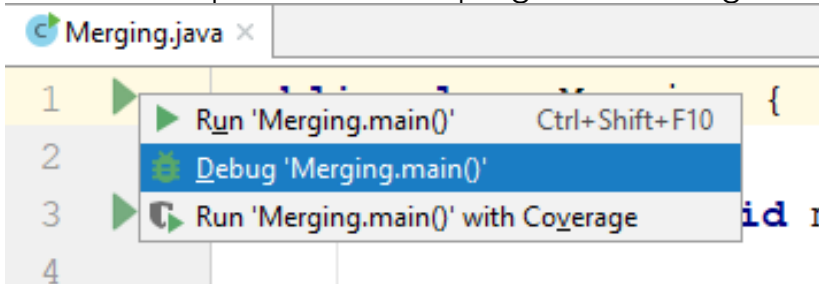 Merging.java
1 {
Run 'Merging.main()' Ctrl+Shift+F10
2
Debug 'Merging.main()'
3 id
Run 'Merging.main()' with Coverage
4